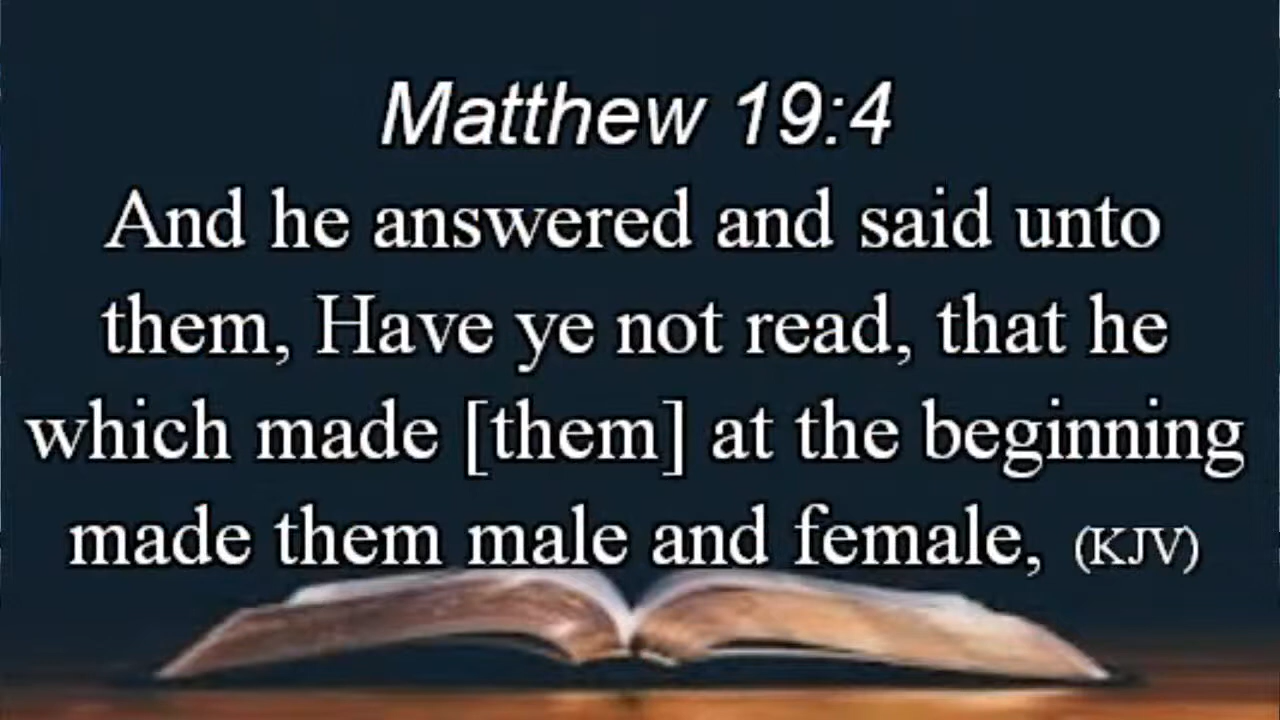 Matthew 19:4
And he answered and said unto
them, Have ye not read, that he
which made [them] at the beginning
made them male and female, (KJV)